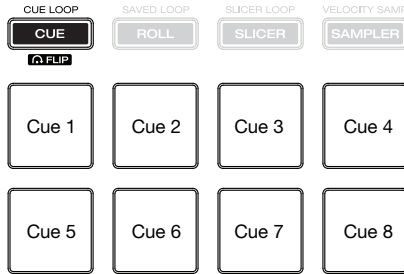 CUE LOOP SAVED LOOP SLICER LOOP VELOCITY SAMP
CUE ROLL SLICER SAMPLER
FLIP
Cue 1 Cue 2 Cue 3 Cue 4
Cue 5 Cue 6 Cue 7 Cue 8